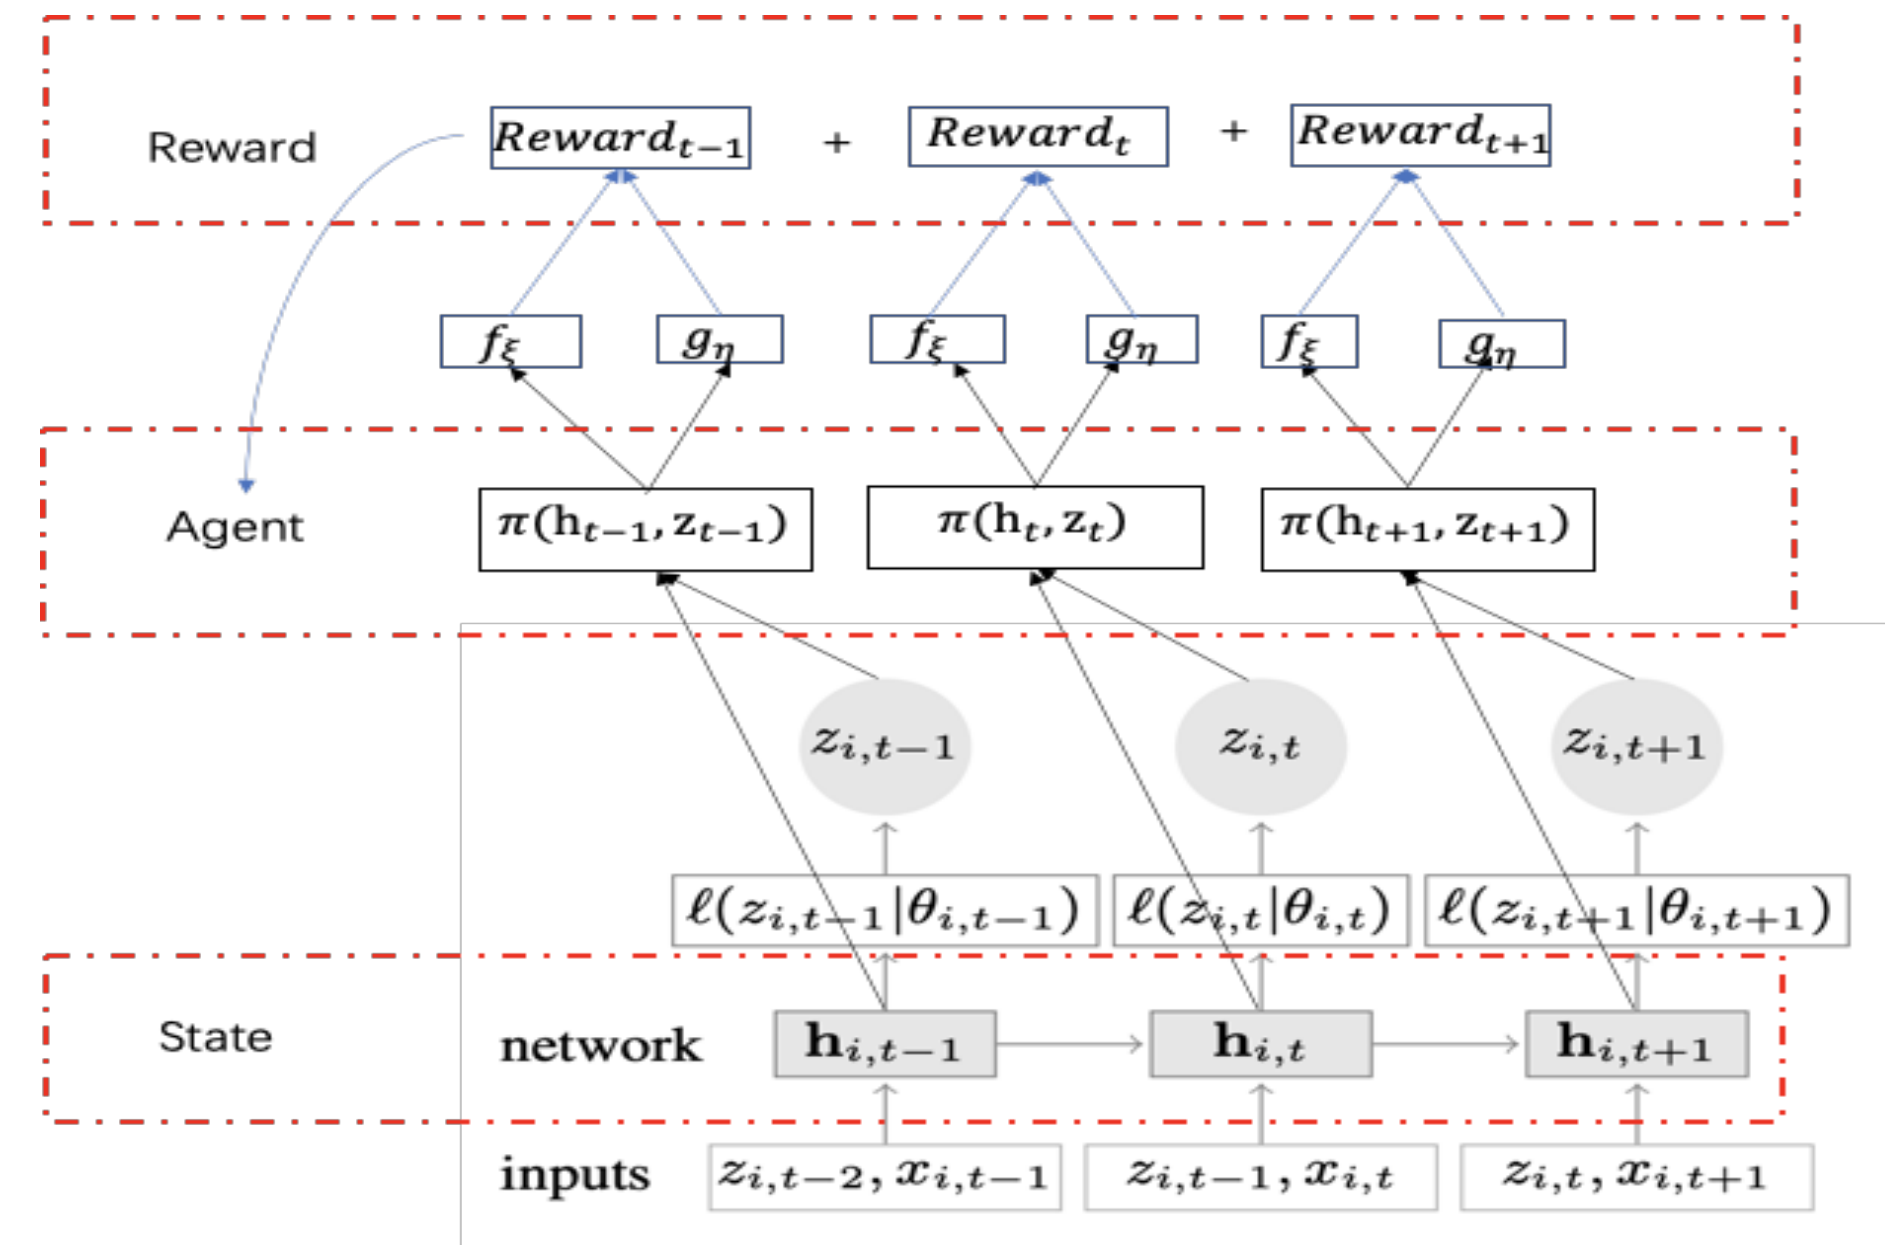 Reward Reward_{t-1} + Reward_t + Reward_{t+1}
f_ξ g_η f_ξ g_η f_ξ g_η
Agent π(h_{t-1}, z_{t-1}) π(h_t, z_t) π(h_{t+1}, z_{t+1})
z_{i,t-1} z_{i,t} z_{i,t+1}
ℓ(z_{i,t-1}|θ_{i,t-1}) ℓ(z_{i,t}|θ_{i,t}) ℓ(z_{i,t+1}|θ_{i,t+1})
State network h_{i,t-1} h_{i,t} h_{i,t+1}
inputs z_{i,t-2}, x_{i,t-1} z_{i,t-1}, x_{i,t} z_{i,t}, x_{i,t+1}